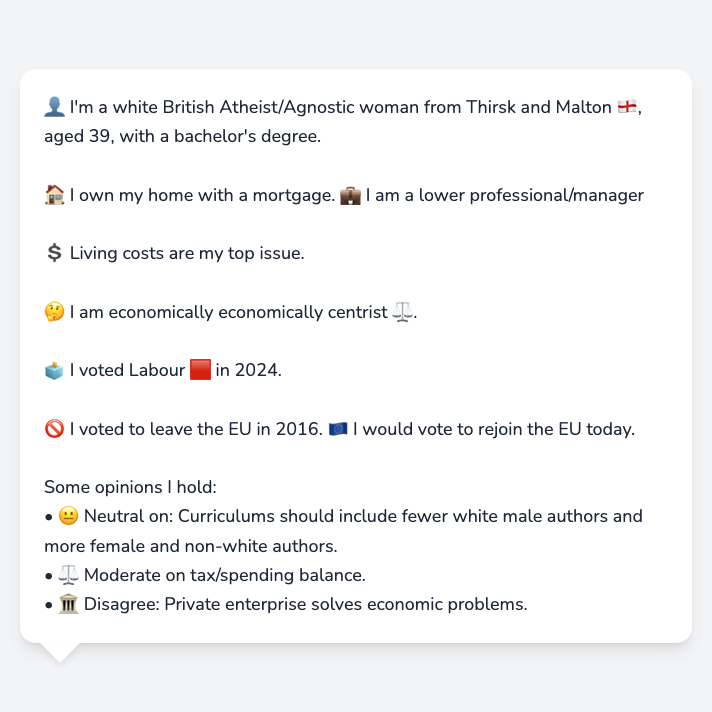 👤 I'm a white British Atheist/Agnostic woman from Thirsk and Malton 🏴󠁧󠁢󠁥󠁮󠁧󠁿,
aged 39, with a bachelor's degree.
🏠 I own my home with a mortgage. 💼 I am a lower professional/manager
💲 Living costs are my top issue.
🤔 I am economically economically centrist ⚖️.
🗳️ I voted Labour 🟥 in 2024.
🚫 I voted to leave the EU in 2016. 🇪🇺 I would vote to rejoin the EU today.
Some opinions I hold:
• 😐 Neutral on: Curriculums should include fewer white male authors and
more female and non-white authors.
• ⚖️ Moderate on tax/spending balance.
• 🏛️ Disagree: Private enterprise solves economic problems.